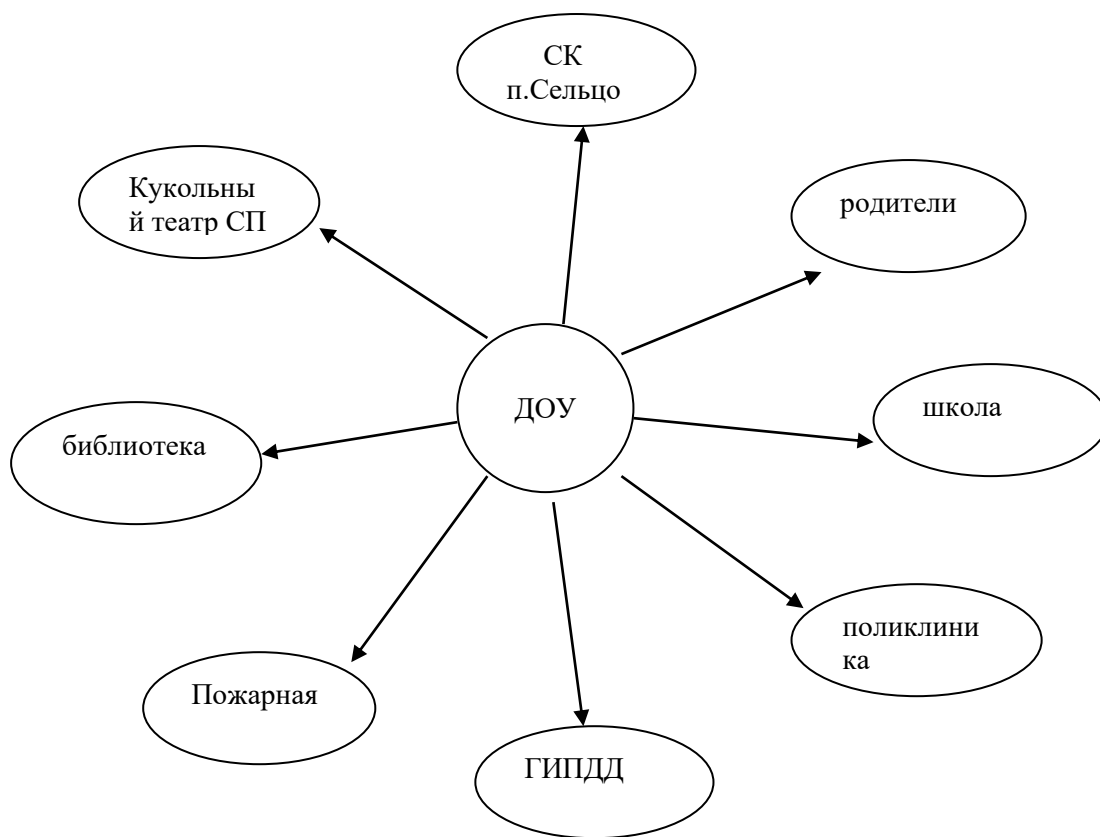 СК
п.Сельцо
Кукольны
й театр СП
родители
ДОУ
школа
библиотека
поликлини
ка
Пожарная
ГИПДД